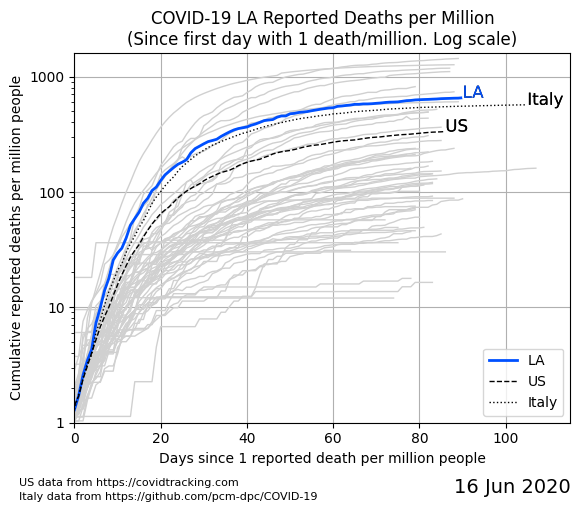 COVID-19 LA Reported Deaths per Million
(Since first day with 1 death/million. Log scale)
Cumulative reported deaths per million people
1000
100
10
1
LA
Italy
US
LA
US
Italy
0 20 40 60 80 100
Days since 1 reported death per million people
US data from https://covidtracking.com
Italy data from https://github.com/pcm-dpc/COVID-19
16 Jun 2020